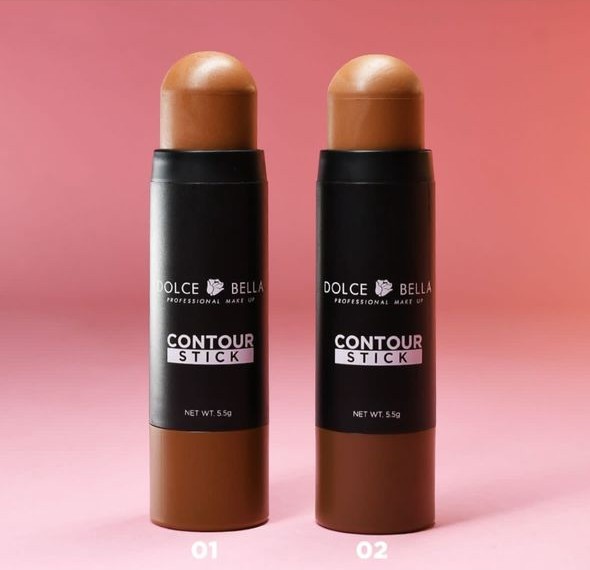 DOLCE BELLA
PROFESSIONAL MAKE UP
CONTOUR
STICK
NET WT. 5.5g
DOLCE BELLA
PROFESSIONAL MAKE UP
CONTOUR
STICK
NET WT. 5.5g
01
02